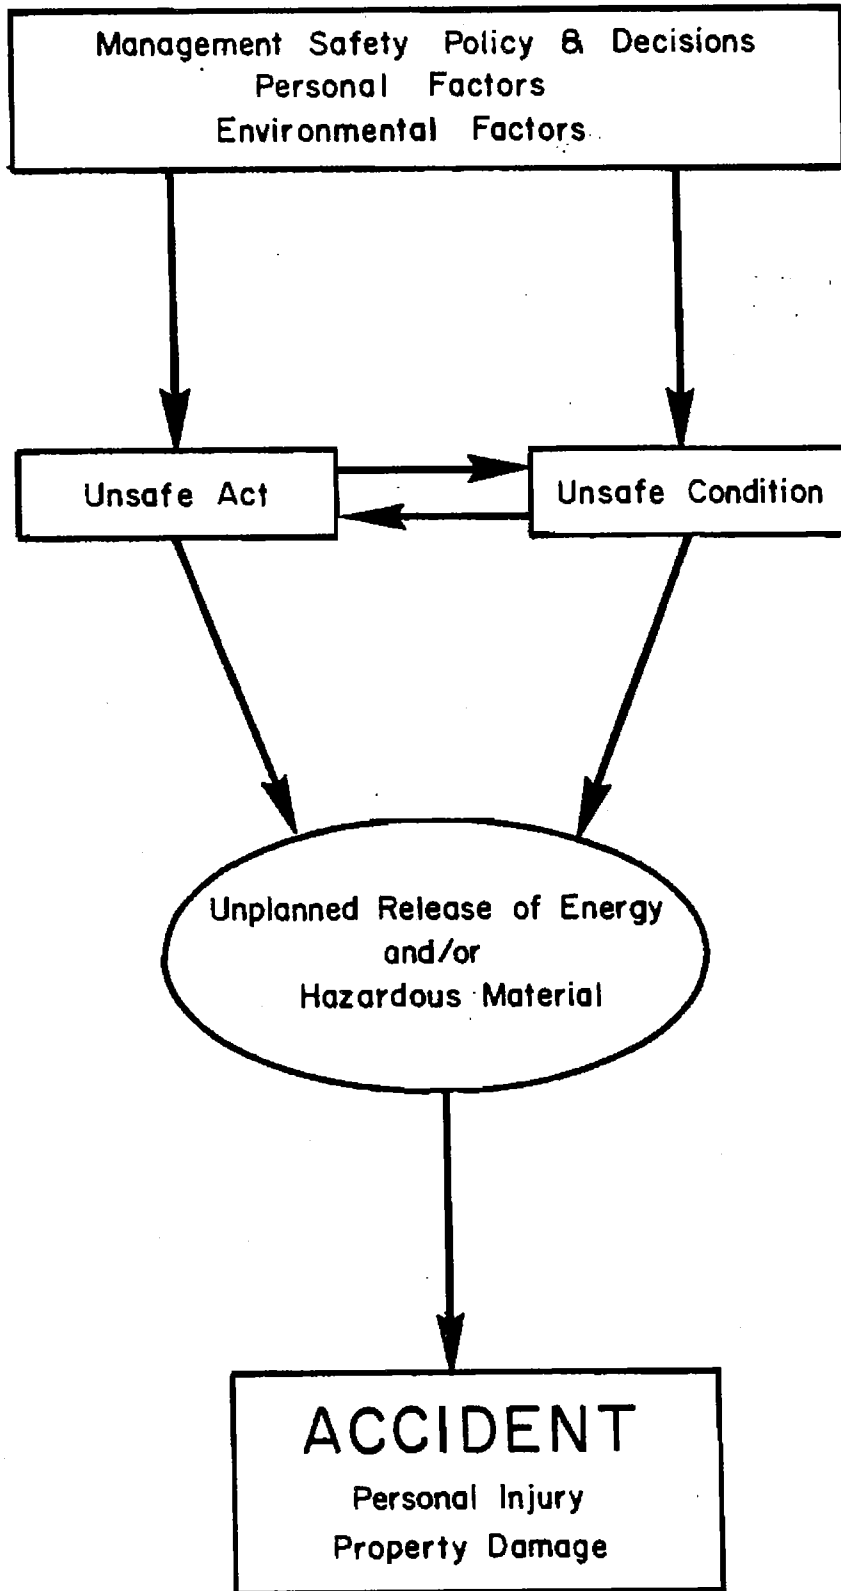 Management Safety Policy & Decisions
Personal Factors
Environmental Factors
Unsafe Act
Unsafe Condition
Unplanned Release of Energy
and/or
Hazardous Material
ACCIDENT
Personal Injury
Property Damage